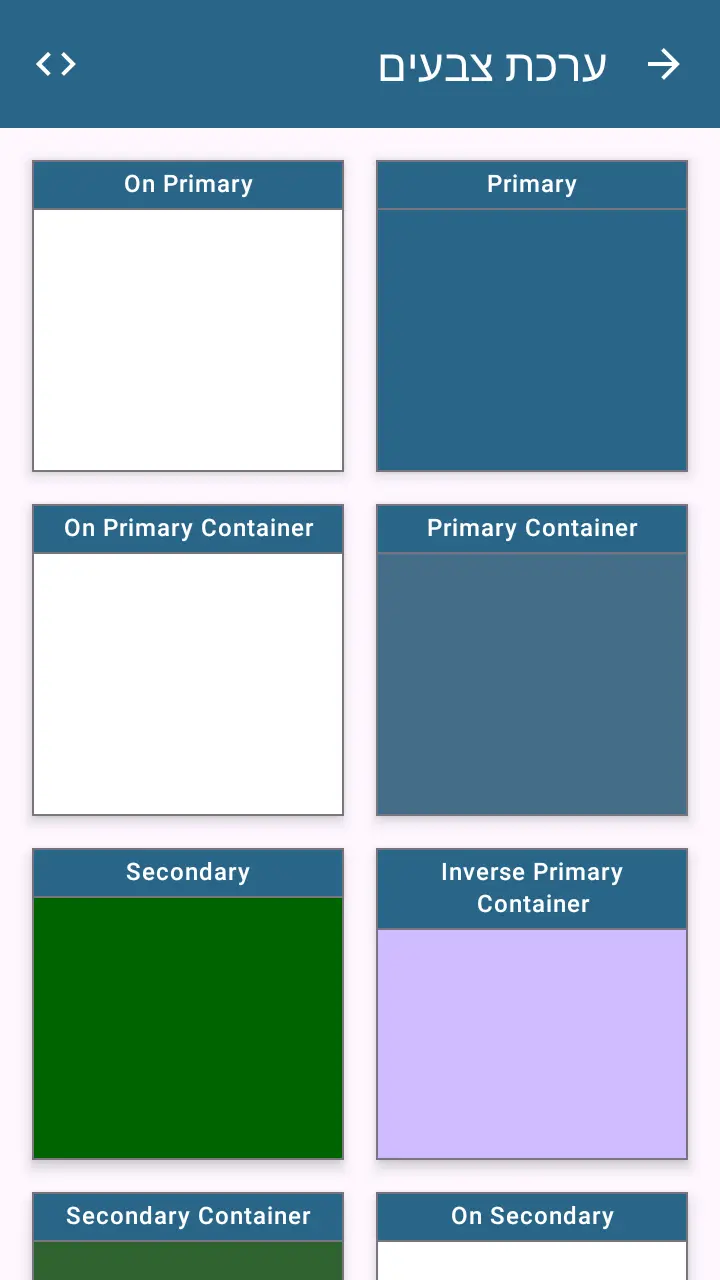 ערכת צבעים
Primary
On Primary
Primary Container
On Primary Container
Inverse Primary
Container
Secondary
On Secondary
Secondary Container